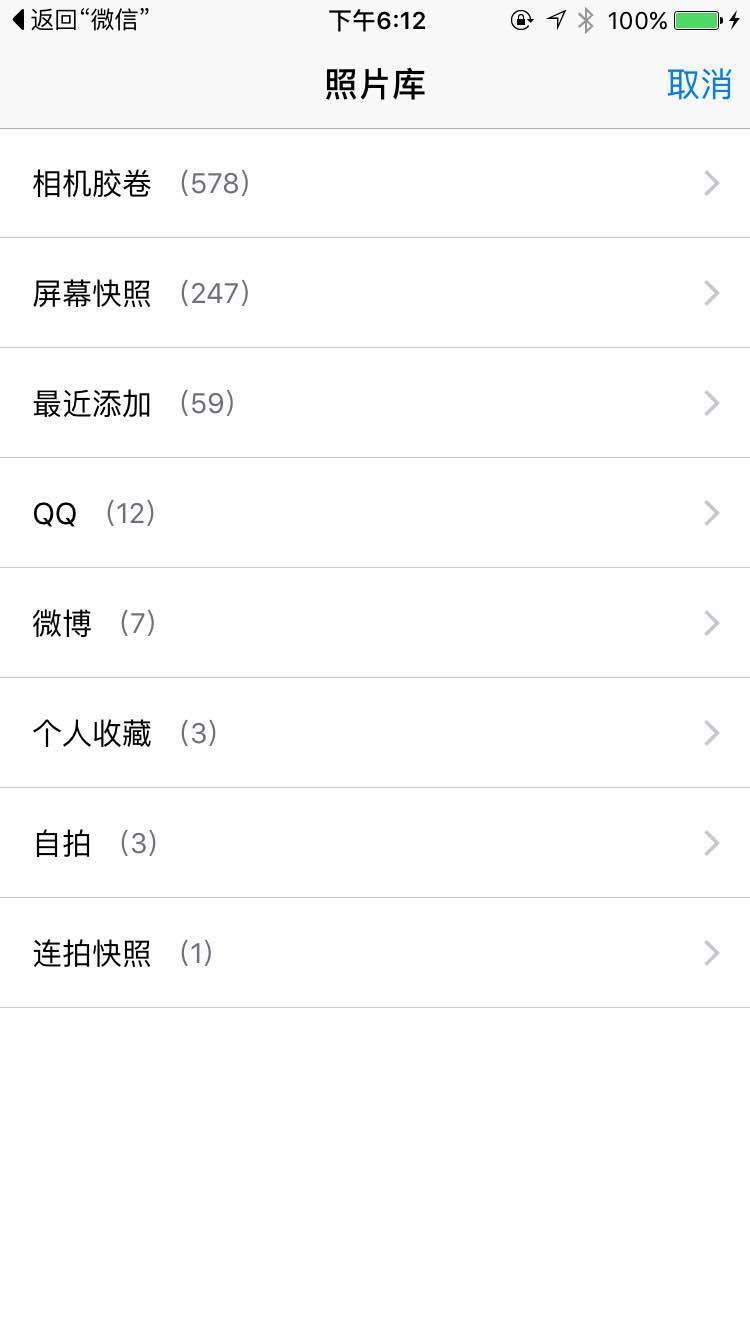 返回“微信” 下午6:12 100%
照片库 取消
相机胶卷 (578)
屏幕快照 (247)
最近添加 (59)
QQ (12)
微博 (7)
个人收藏 (3)
自拍 (3)
连拍快照 (1)